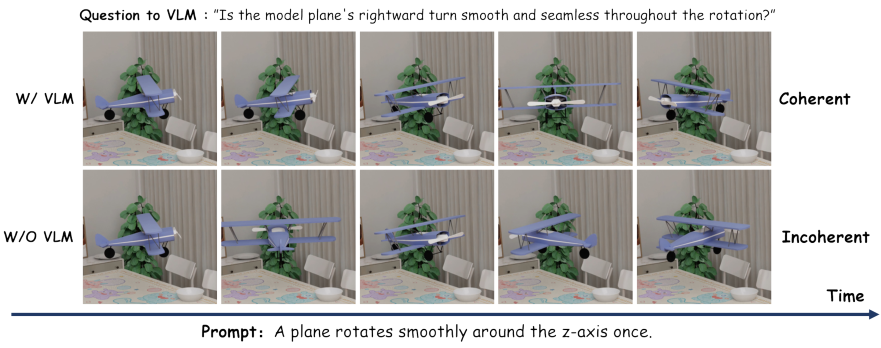 Question to VLM : "Is the model plane's rightward turn smooth and seamless throughout the rotation?"
W/ VLM
Coherent
W/O VLM
Incoherent
Time
Prompt: A plane rotates smoothly around the z-axis once.